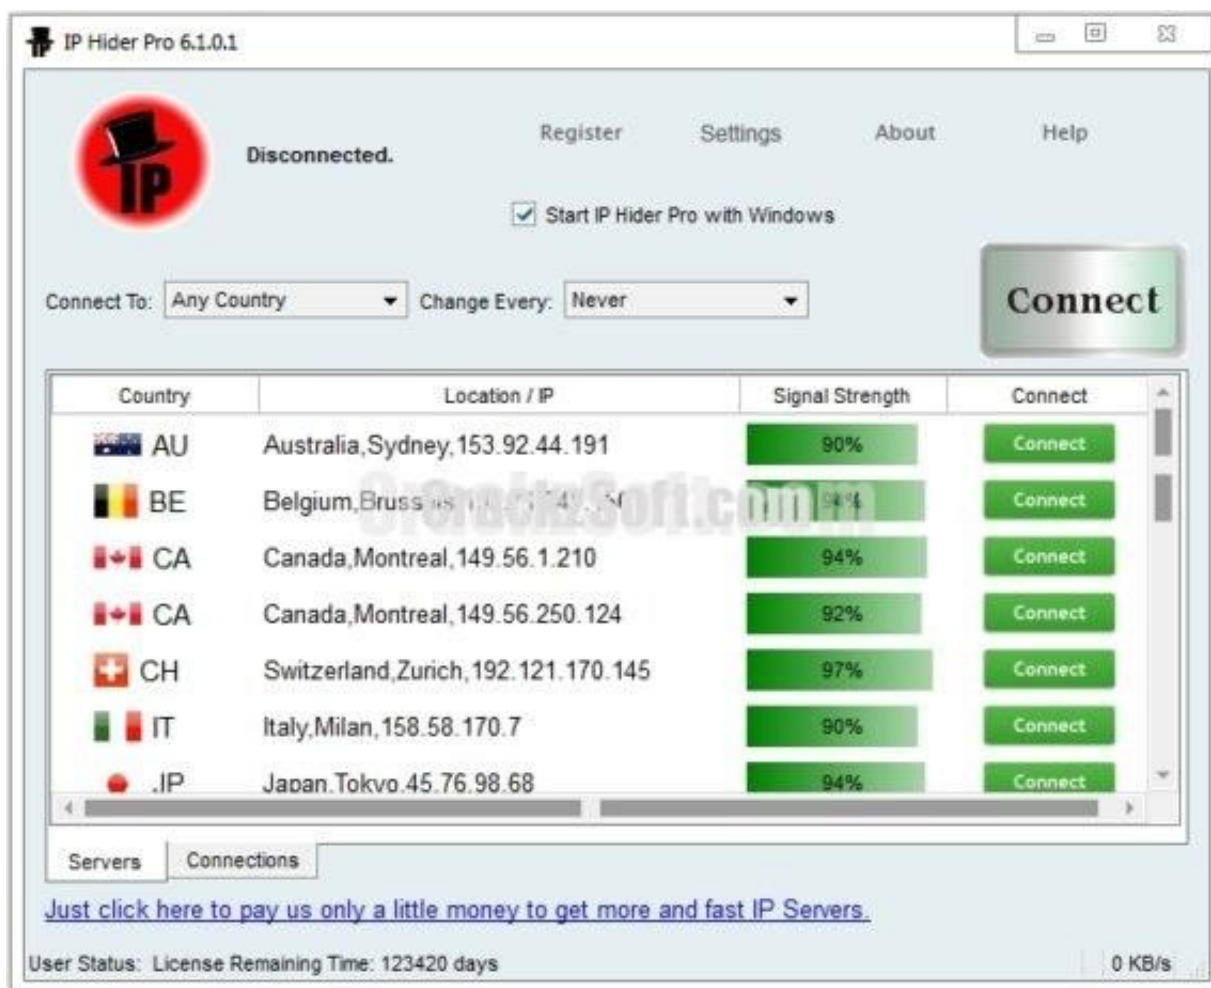 IP Hider Pro 6.1.0.1
IP
Disconnected.
Register Settings About Help
Start IP Hider Pro with Windows
Connect To: Any Country Change Every: Never
Connect
Country Location / IP Signal Strength Connect
AU Australia,Sydney,153.92.44.191 90% Connect
BE Belgium, Connect
CrackzSoft.com
CA Canada,Montreal,149.56.1.210 94% Connect
CA Canada,Montreal,149.56.250.124 92% Connect
CH Switzerland,Zurich,192.121.170.145 97% Connect
IT Italy,Milan,158.58.170.7 90% Connect
JP Japan,Tokyo,45.76.98.68 94% Connect
Servers Connections
Just click here to pay us only a little money to get more and fast IP Servers.
User Status: License Remaining Time: 123420 days 0 KB/s